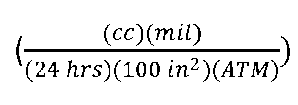 (
(cc)(mil)
(24 hrs)(100 in²)(ATM)
)